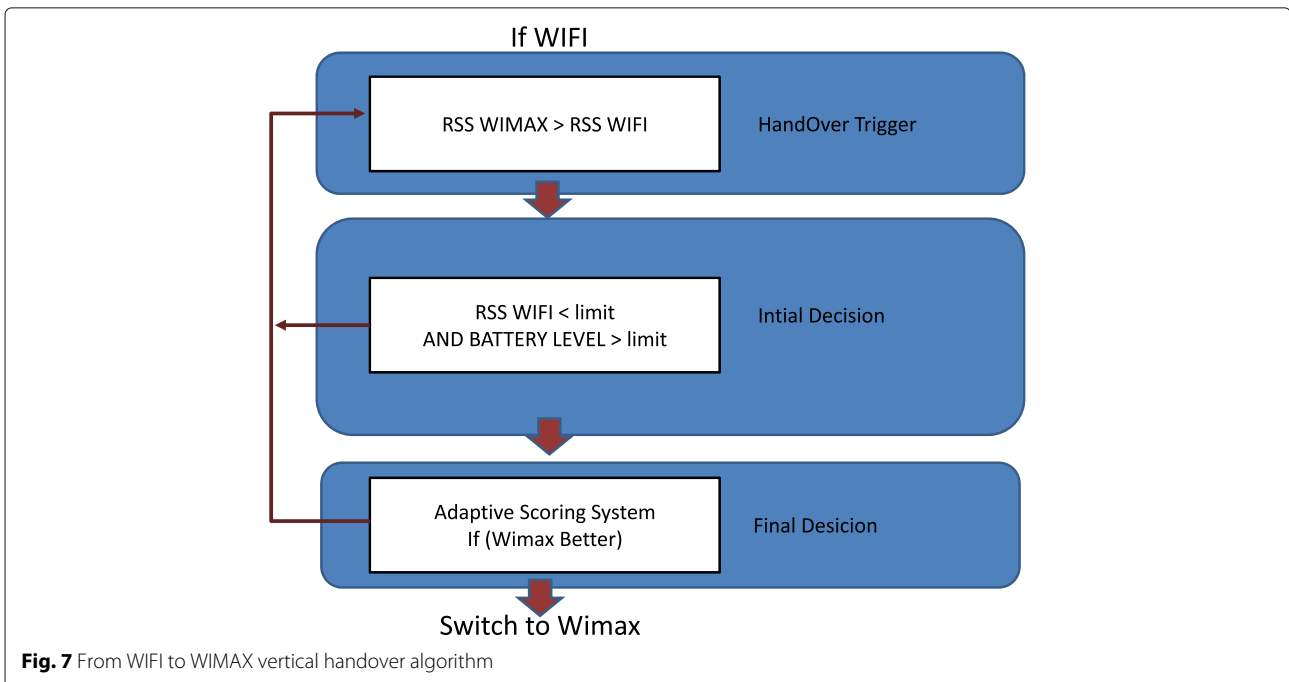 If WIFI
RSS WIMAX > RSS WIFI
HandOver Trigger
RSS WIFI < limit
AND BATTERY LEVEL > limit
Intial Decision
Adaptive Scoring System
If (Wimax Better)
Final Desicion
Switch to Wimax
Fig. 7 From WIFI to WIMAX vertical handover algorithm